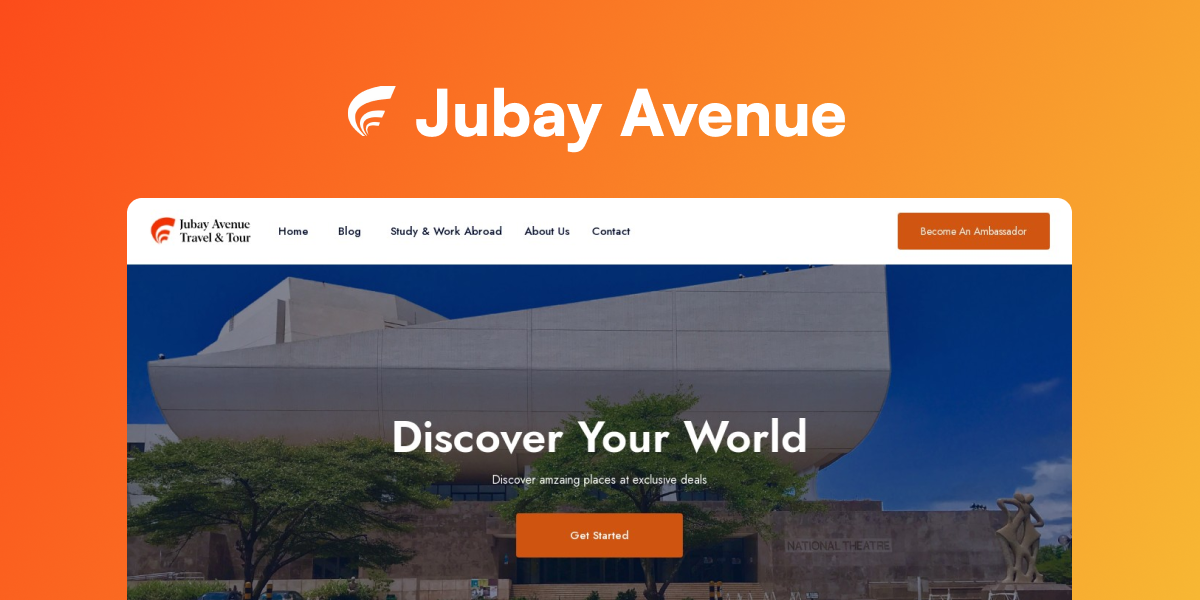 Jubay Avenue
Jubay Avenue
Travel & Tour
Home Blog Study & Work Abroad About Us Contact
Become An Ambassador
Discover Your World
Discover amzaing places at exclusive deals
Get Started
NATIONAL THEATRE